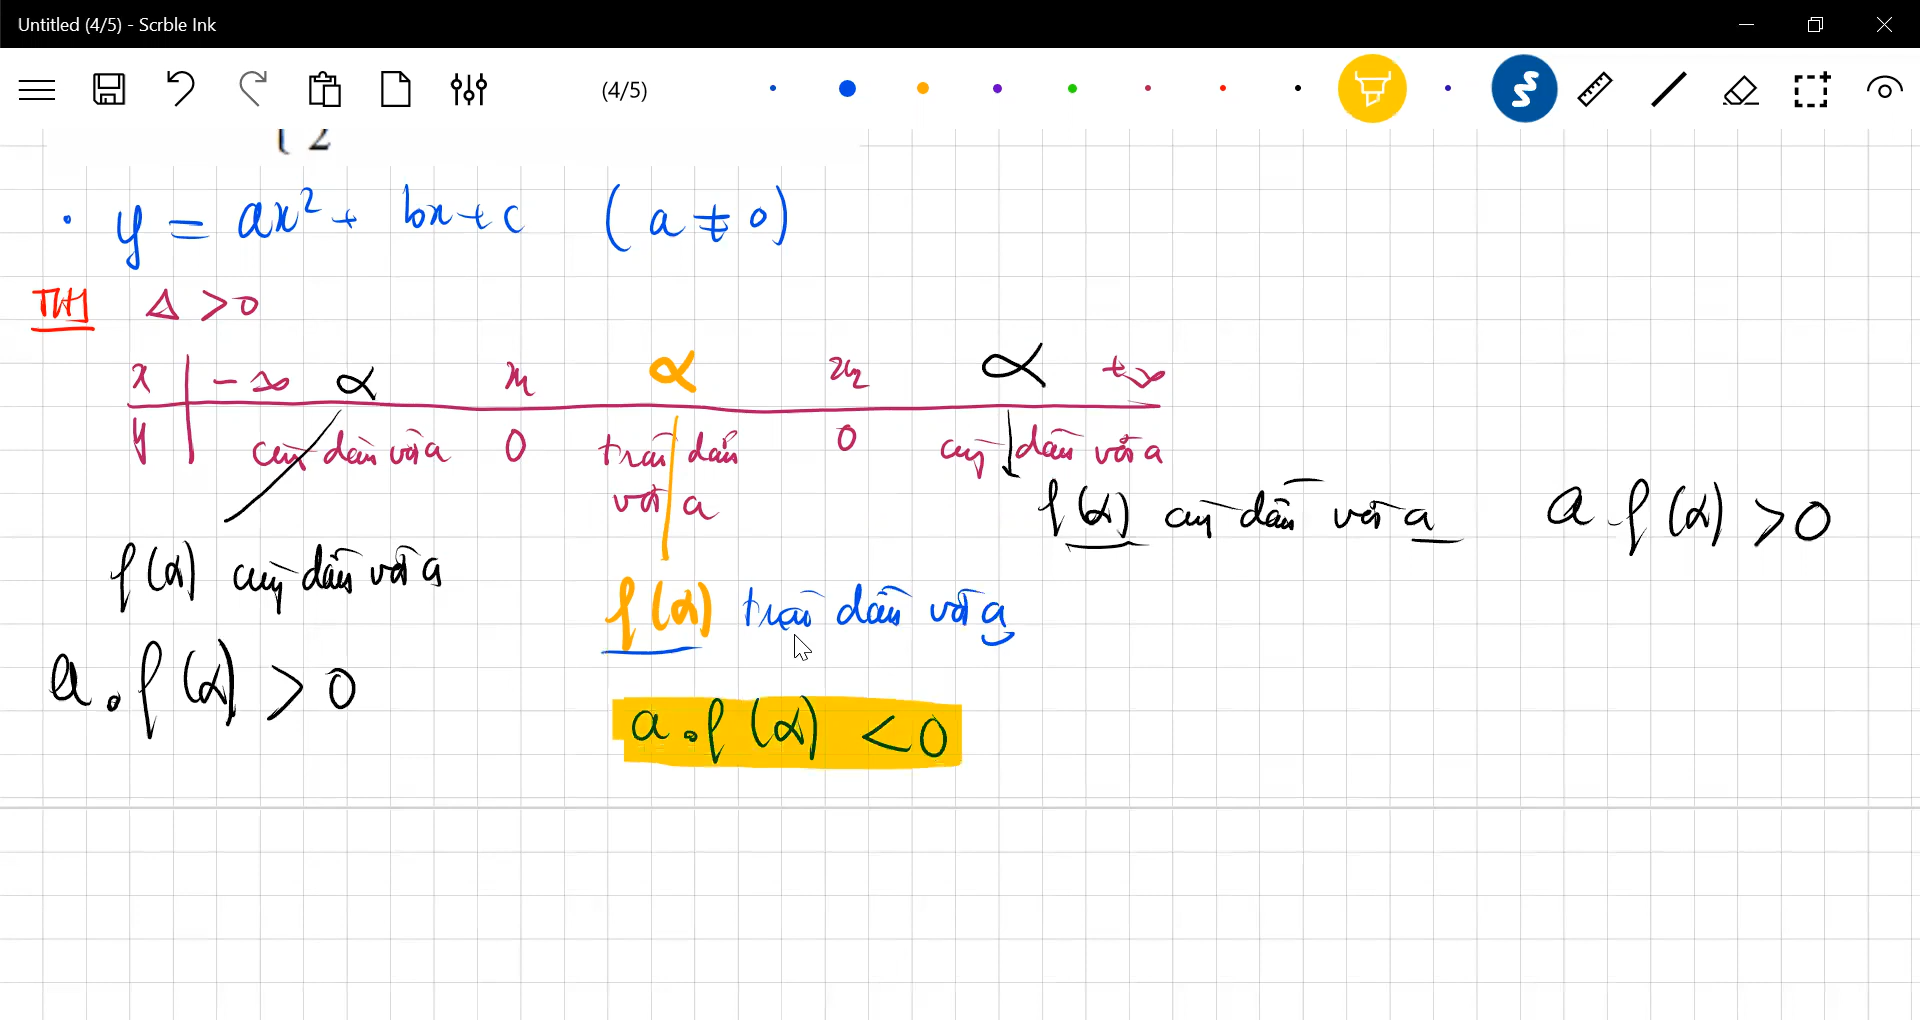 Untitled (4/5) - Scrble Ink
(4/5)
( 2
• y = ax² + bx + c ( a ≠ 0 )
TH1 Δ > 0
x -∞ α x₁ α x₂ α +∞
y cùng dấu với a 0 trái dấu với a 0 cùng dấu với a
f(α) cùng dấu với a a.f(α) > 0
f(α) cùng dấu với a
f(α) trái dấu với a
a.f(α) > 0
a.f(α) < 0